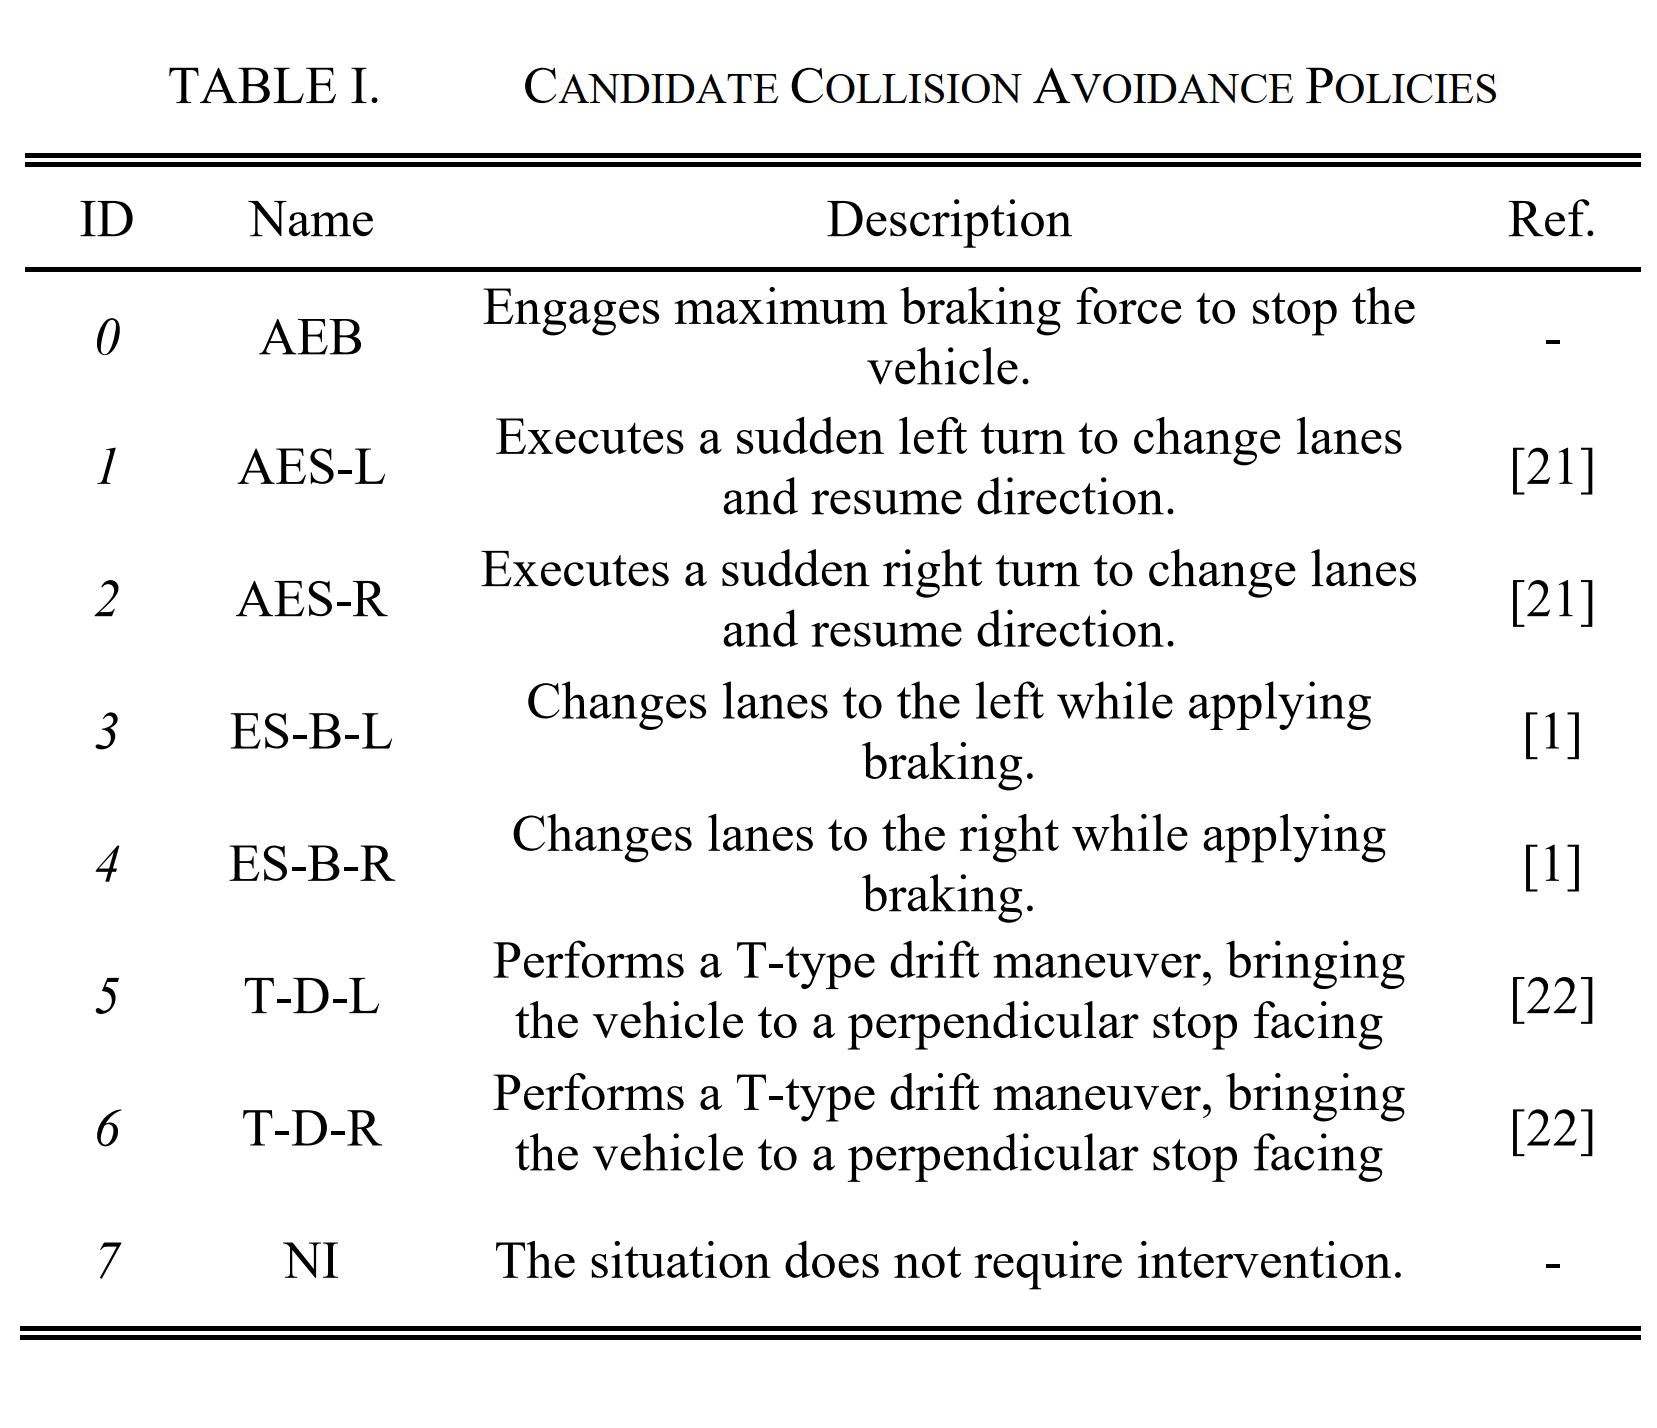 TABLE I. CANDIDATE COLLISION AVOIDANCE POLICIES
ID Name Description Ref.
0 AEB Engages maximum braking force to stop the vehicle. -
1 AES-L Executes a sudden left turn to change lanes and resume direction. [21]
2 AES-R Executes a sudden right turn to change lanes and resume direction. [21]
3 ES-B-L Changes lanes to the left while applying braking. [1]
4 ES-B-R Changes lanes to the right while applying braking. [1]
5 T-D-L Performs a T-type drift maneuver, bringing the vehicle to a perpendicular stop facing [22]
6 T-D-R Performs a T-type drift maneuver, bringing the vehicle to a perpendicular stop facing [22]
7 NI The situation does not require intervention. -